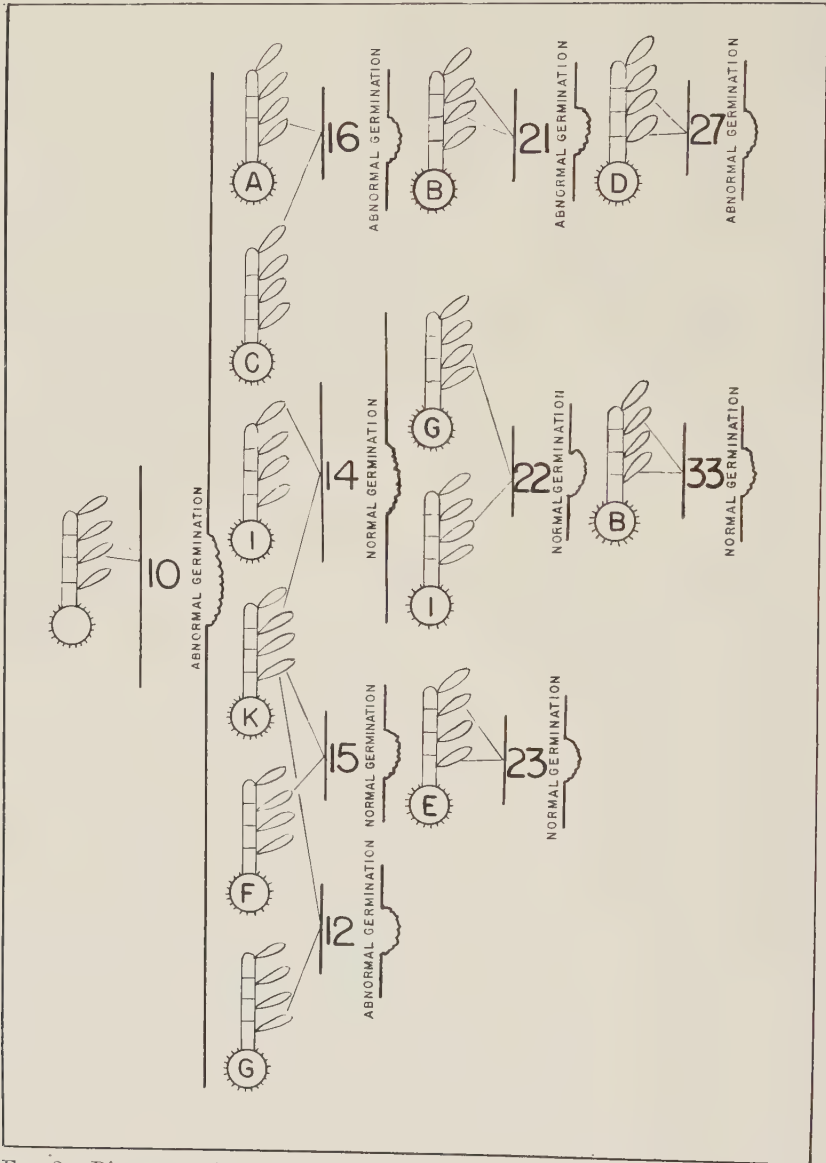 10
ABNORMAL GERMINATION
A
C
I
K
F
G
16
ABNORMAL GERMINATION
14
NORMAL GERMINATION
15
NORMAL GERMINATION
12
ABNORMAL GERMINATION
B
21
ABNORMAL GERMINATION
G
I
22
NORMAL GERMINATION
E
23
NORMAL GERMINATION
D
27
ABNORMAL GERMINATION
B
33
NORMAL GERMINATION